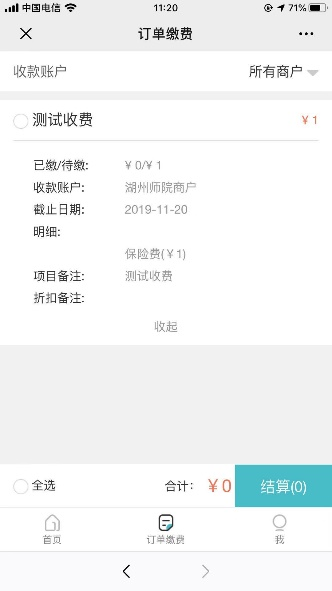 中国电信 11:20 71%
订单缴费
收款账户 所有商户
测试收费 ¥ 1
已缴/待缴: ¥ 0/¥ 1
收款账户: 湖州师院商户
截止日期: 2019-11-20
明细:
保险费(¥1)
项目备注: 测试收费
折扣备注:
收起
全选 合计: ¥0 结算(0)
首页 订单缴费 我